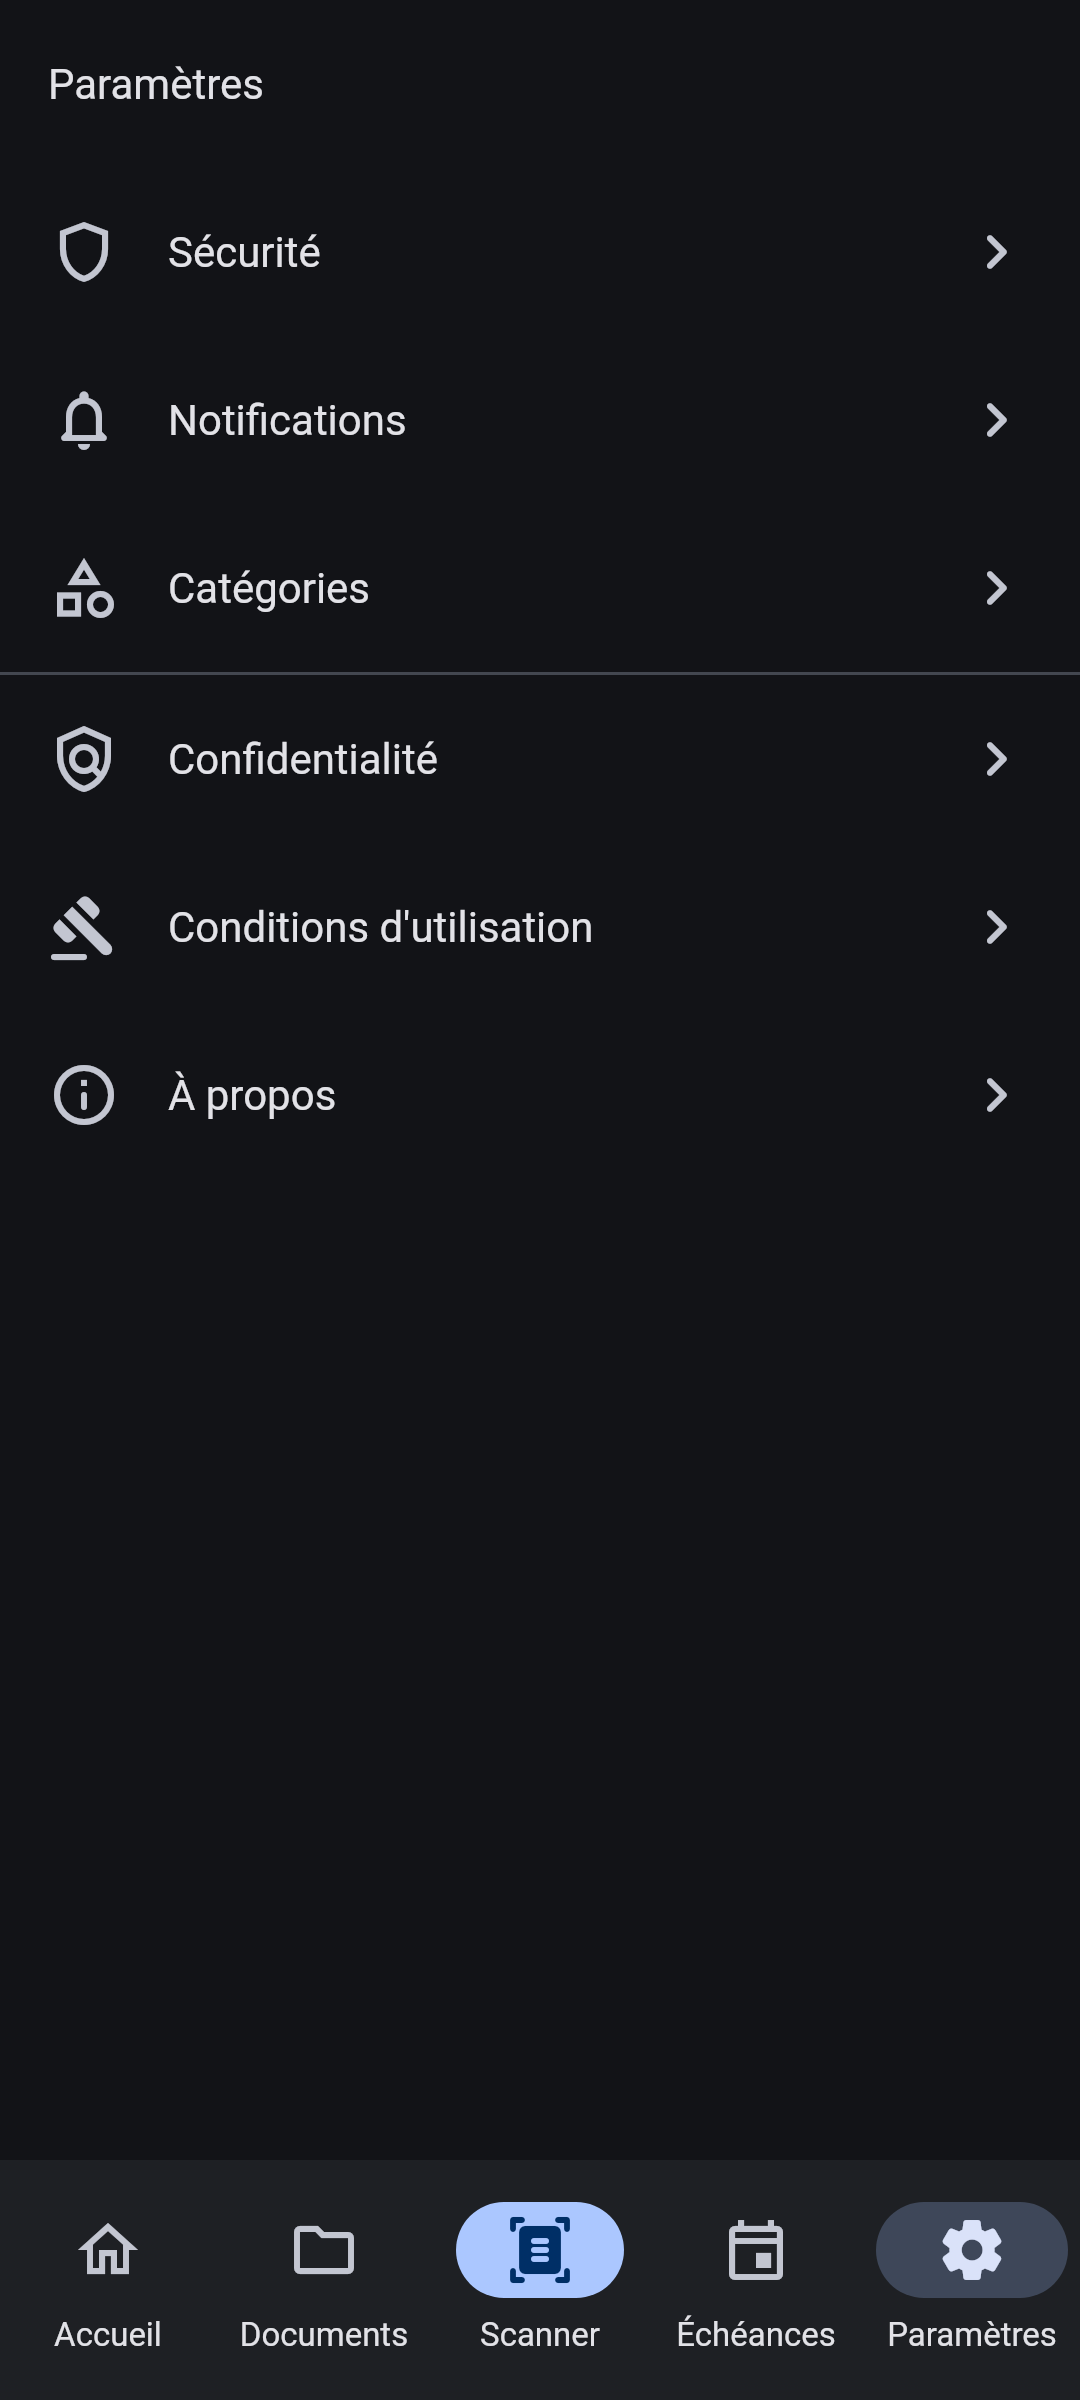 Paramètres
Sécurité
Notifications
Catégories
Confidentialité
Conditions d'utilisation
À propos
Accueil
Documents
Scanner
Échéances
Paramètres